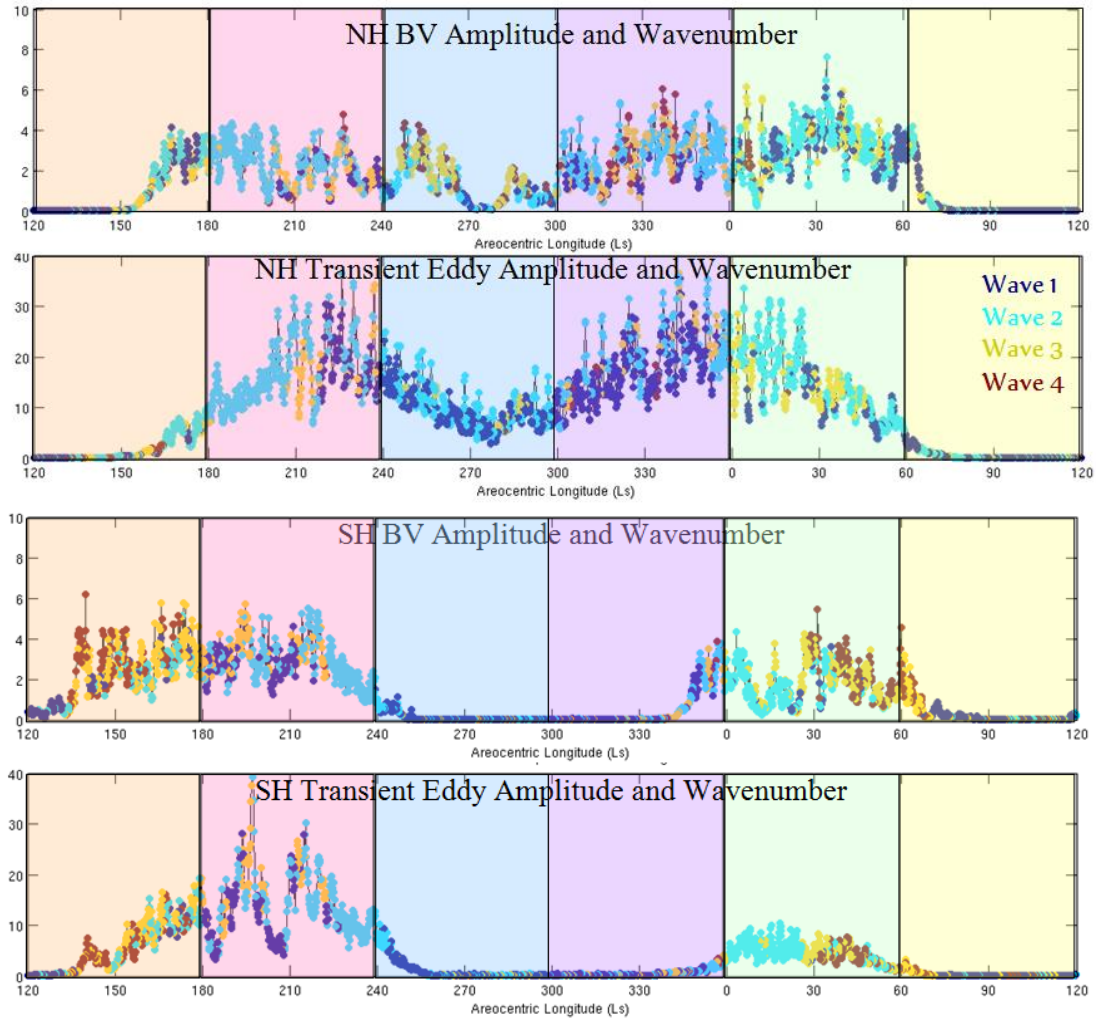 NH BV Amplitude and Wavenumber
10
8
6
4
2
0
120 150 180 210 240 270 300 330 0 30 60 90 120
Areocentric Longitude (Ls)
NH Transient Eddy Amplitude and Wavenumber
40
30
20
10
0
Wave 1
Wave 2
Wave 3
Wave 4
120 150 180 210 240 270 300 330 0 30 60 90 120
Areocentric Longitude (Ls)
SH BV Amplitude and Wavenumber
10
8
6
4
2
0
120 150 180 210 240 270 300 330 0 30 60 90 120
Areocentric Longitude (Ls)
SH Transient Eddy Amplitude and Wavenumber
40
30
20
10
0
120 150 180 210 240 270 300 330 0 30 60 90 120
Areocentric Longitude (Ls)